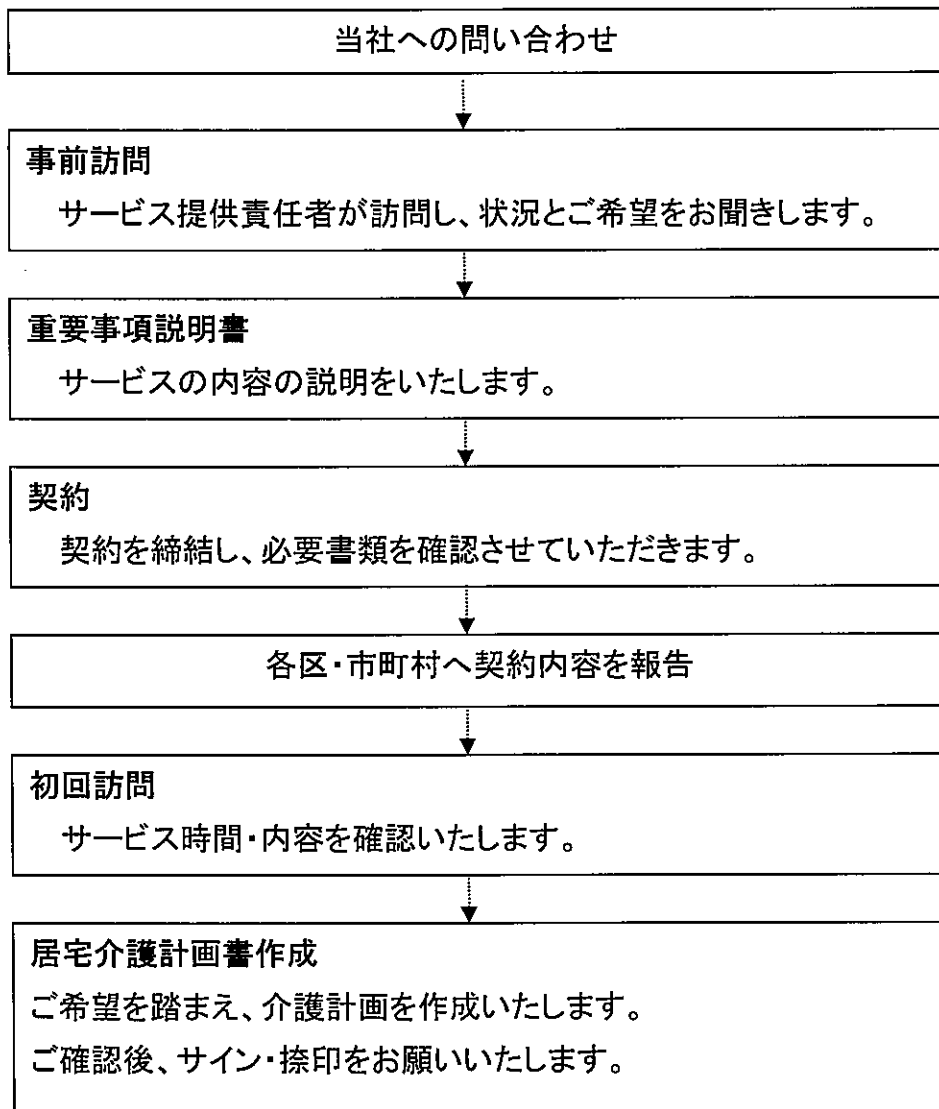 当社への問い合わせ
事前訪問
サービス提供責任者が訪問し、状況とご希望をお聞きします。
重要事項説明書
サービスの内容の説明をいたします。
契約
契約を締結し、必要書類を確認させていただきます。
各区・市町村へ契約内容を報告
初回訪問
サービス時間・内容を確認いたします。
居宅介護計画書作成
ご希望を踏まえ、介護計画を作成いたします。
ご確認後、サイン・捺印をお願いいたします。